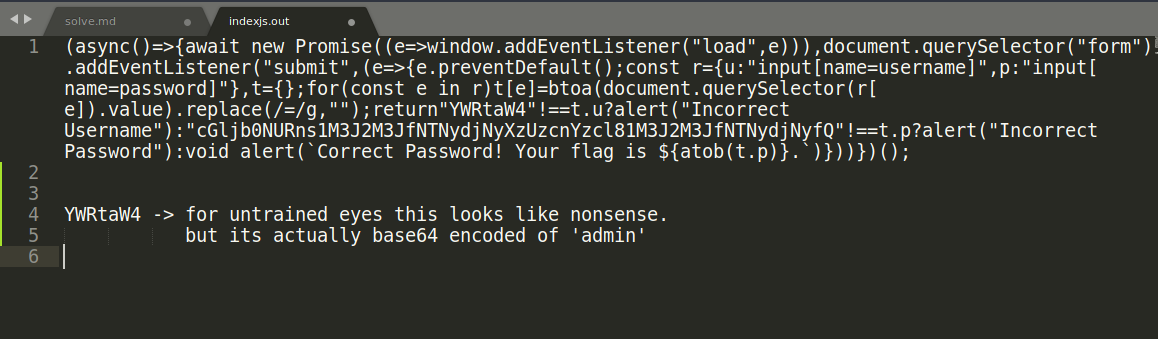 solve.md
indexjs.out
1 (async()=>{await new Promise((e=>window.addEventListener("load",e))),document.querySelector("form")
.addEventListener("submit",(e=>{e.preventDefault();const r={u:"input[name=username]",p:"input[
name=password]"},t={};for(const e in r)t[e]=btoa(document.querySelector(r[
e]).value).replace(/=/g,"");return"YWRtaW4"!==t.u?alert("Incorrect
Username"):"cGljb0NURns1M3J2M3JfNTNydjNyXzUzcnYzcl81M3J2M3JfNTNydjNyfQ"!==t.p?alert("Incorrect
Password"):void alert(`Correct Password! Your flag is ${atob(t.p)}.`)}))})();
2
3
4 YWRtaW4 -> for untrained eyes this looks like nonsense.
5 but its actually base64 encoded of 'admin'
6